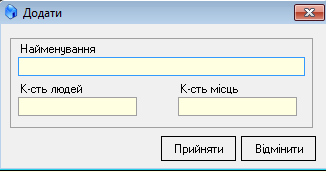 Додати
Найменування
К-сть людей К-сть місць
Прийняти Відмінити